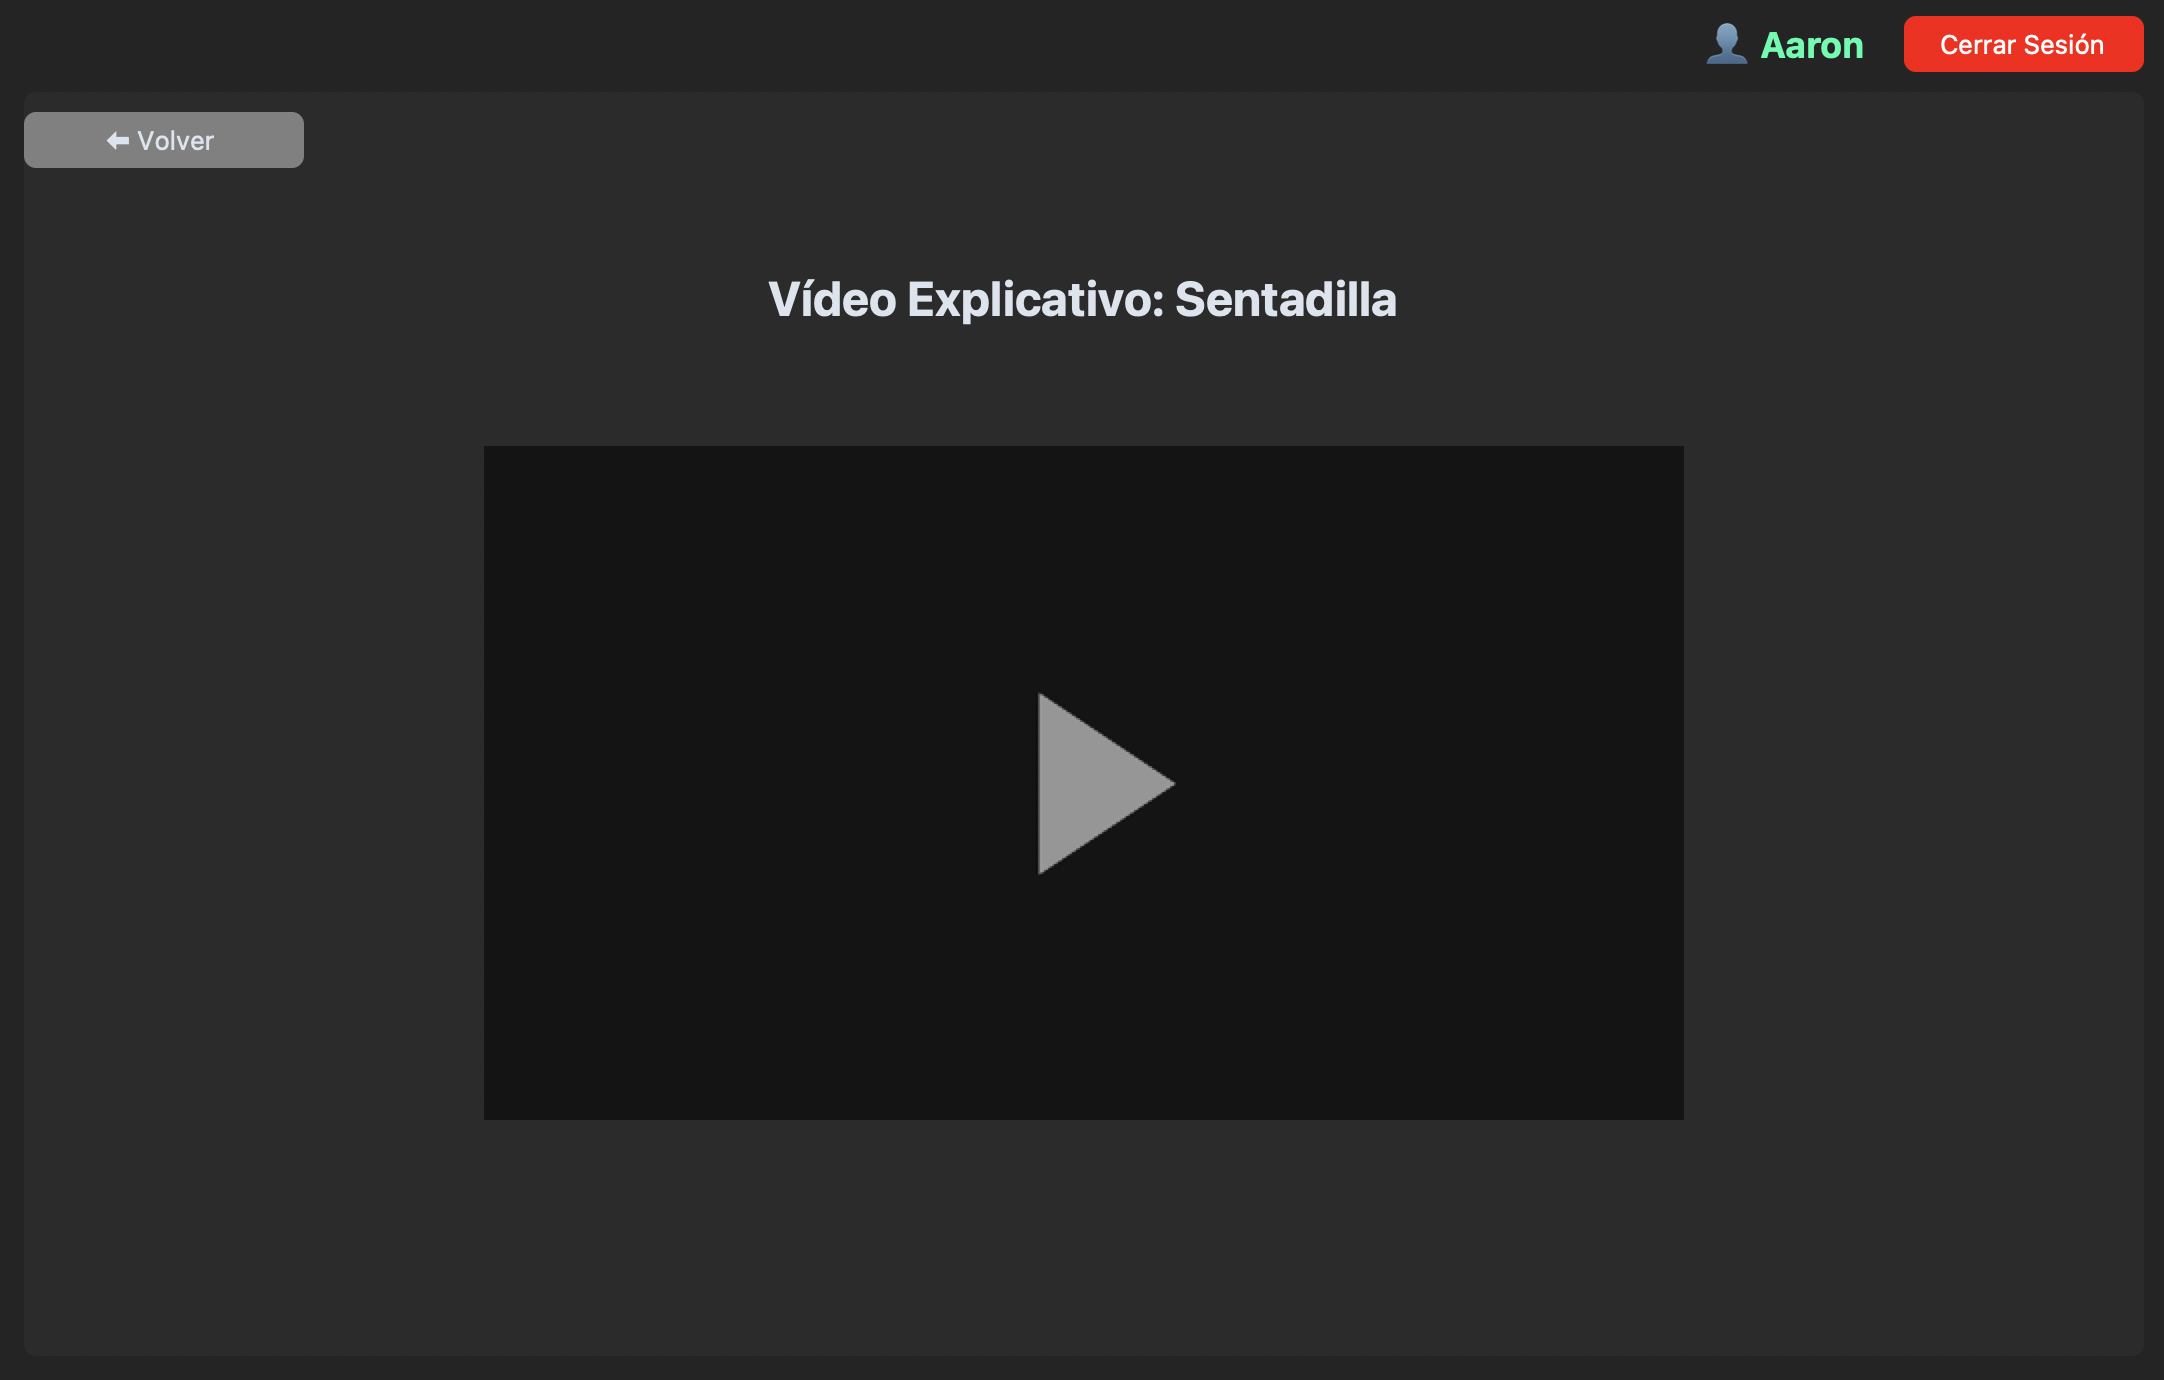 Aaron
Cerrar Sesión
Volver
Vídeo Explicativo: Sentadilla